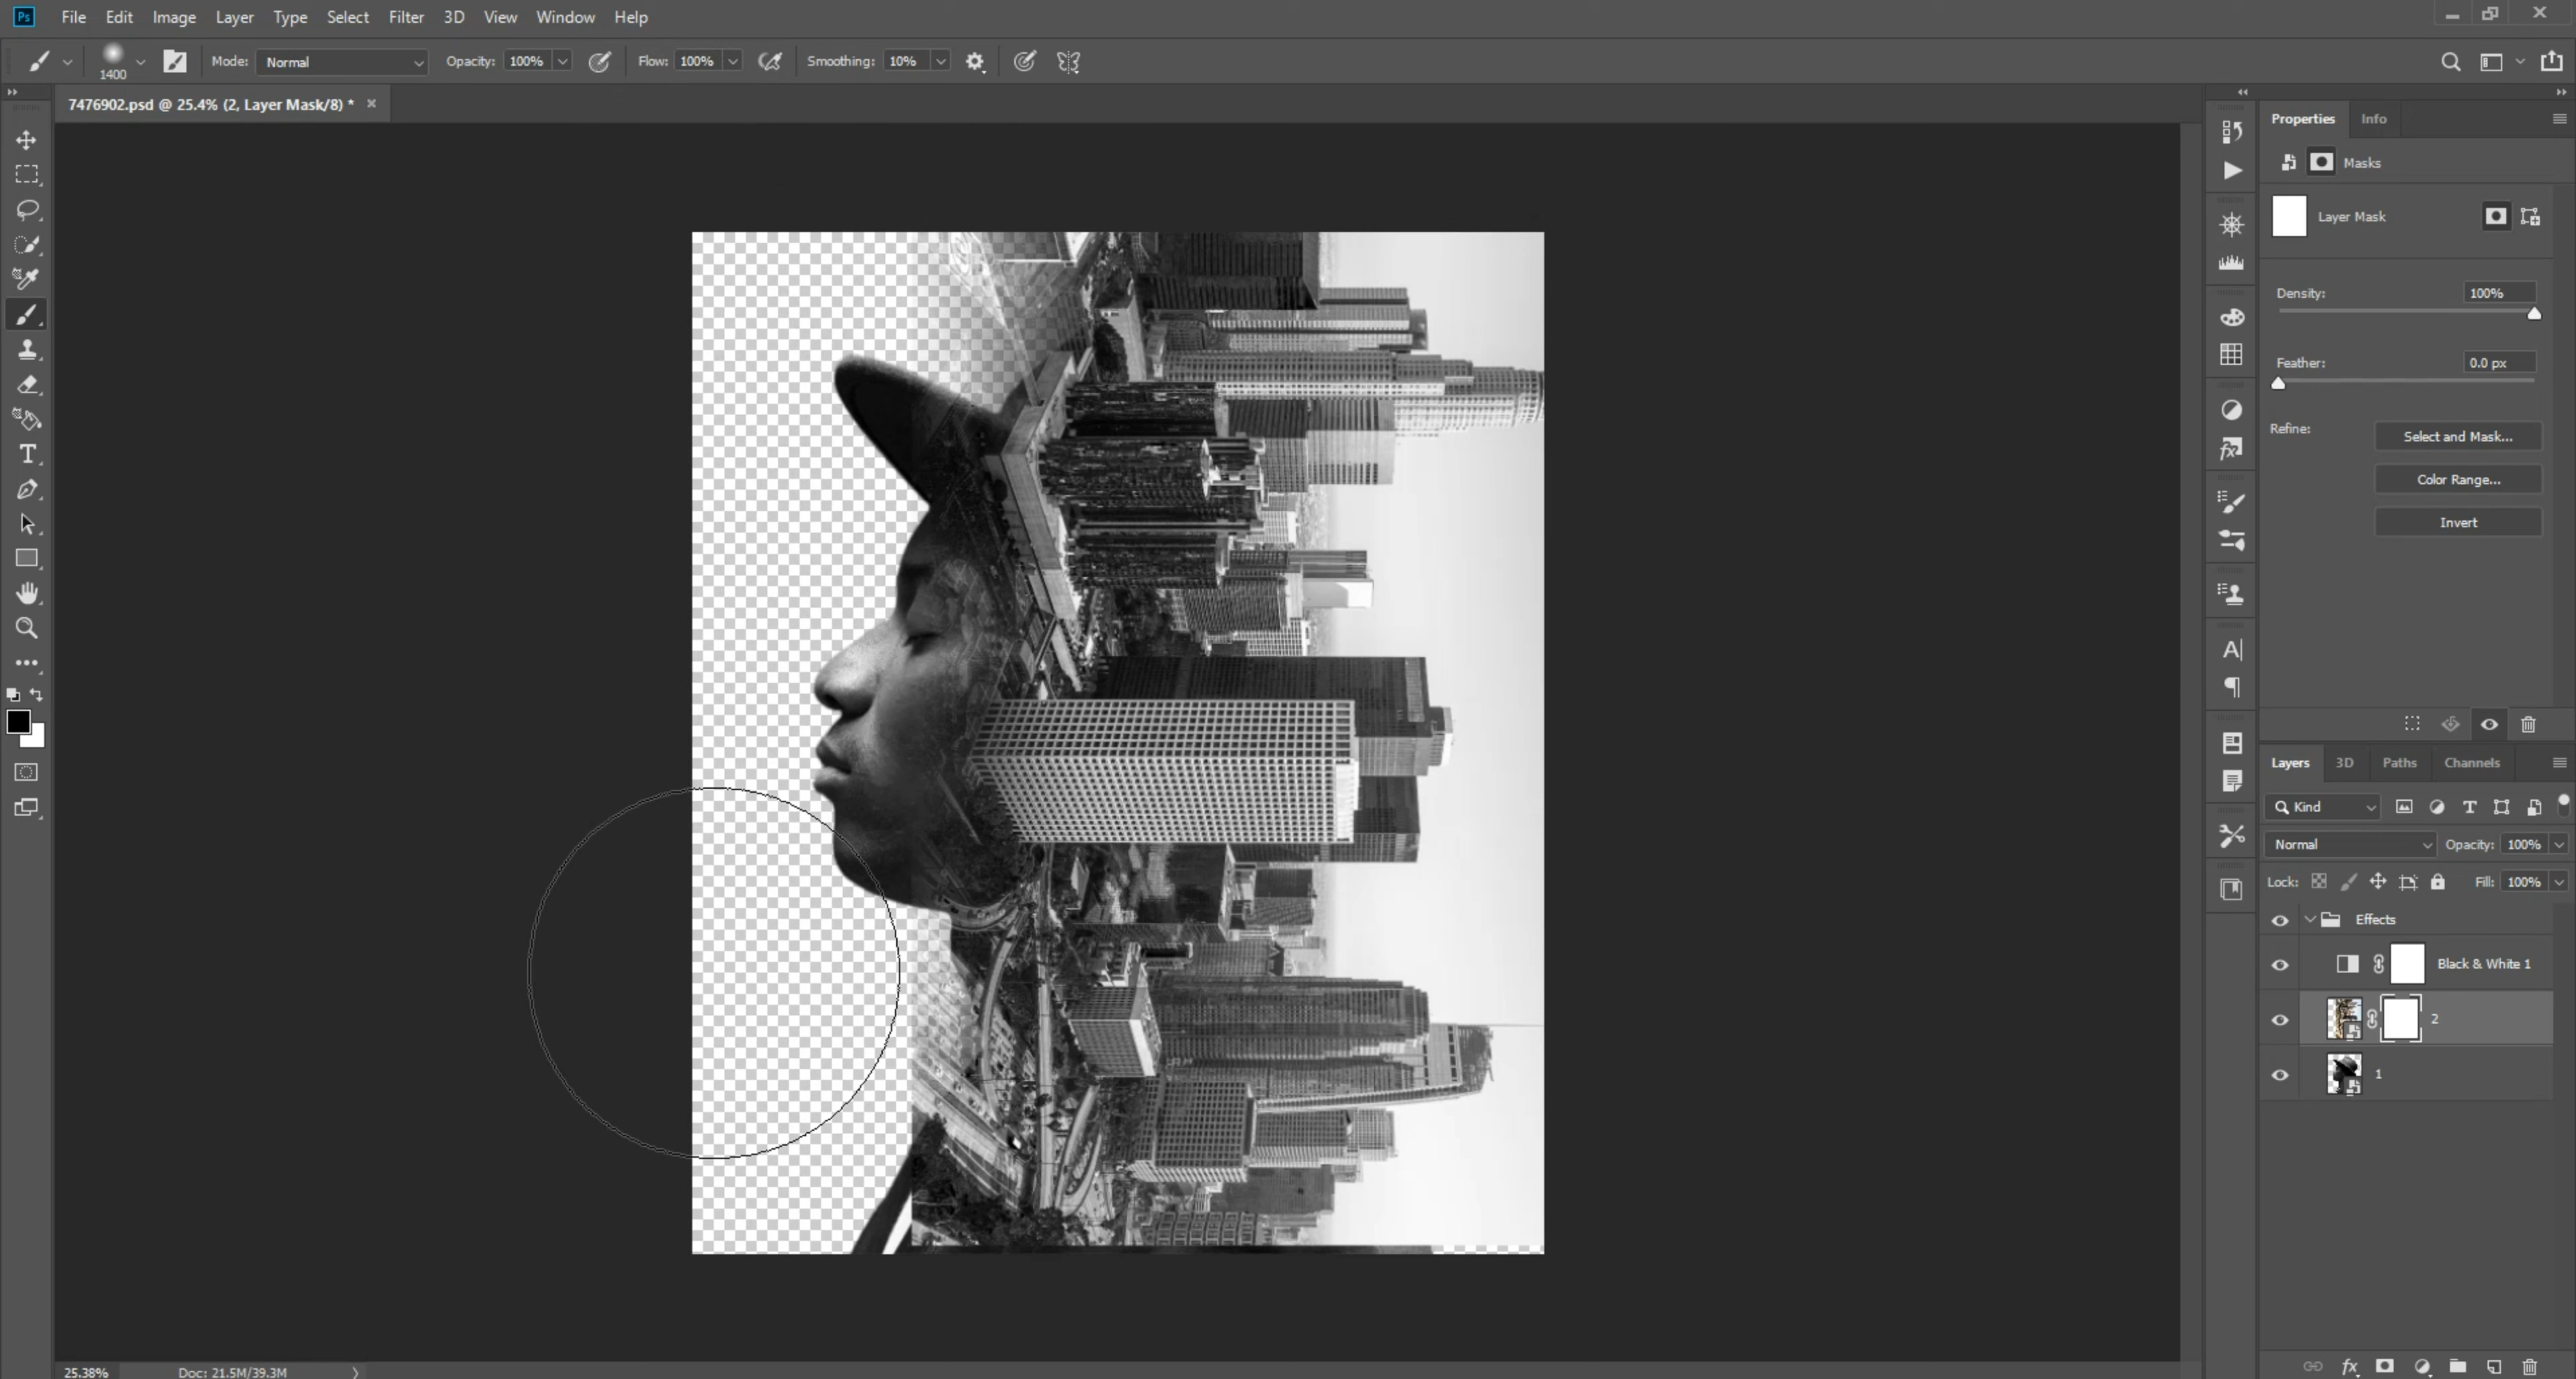 Ps File Edit Image Layer Type Select Filter 3D View Window Help
1400 Mode: Normal Opacity: 100% Flow: 100% Smoothing: 10%
7476902.psd @ 25.4% (2, Layer Mask/8) *
Properties Info
Masks
Layer Mask
Density: 100%
Feather: 0.0 px
Refine: Select and Mask...
Color Range...
Invert
Layers 3D Paths Channels
Kind
Normal Opacity: 100%
Lock: Fill: 100%
Effects
Black & White 1
2
1
25.38% Doc: 21.5M/39.3M